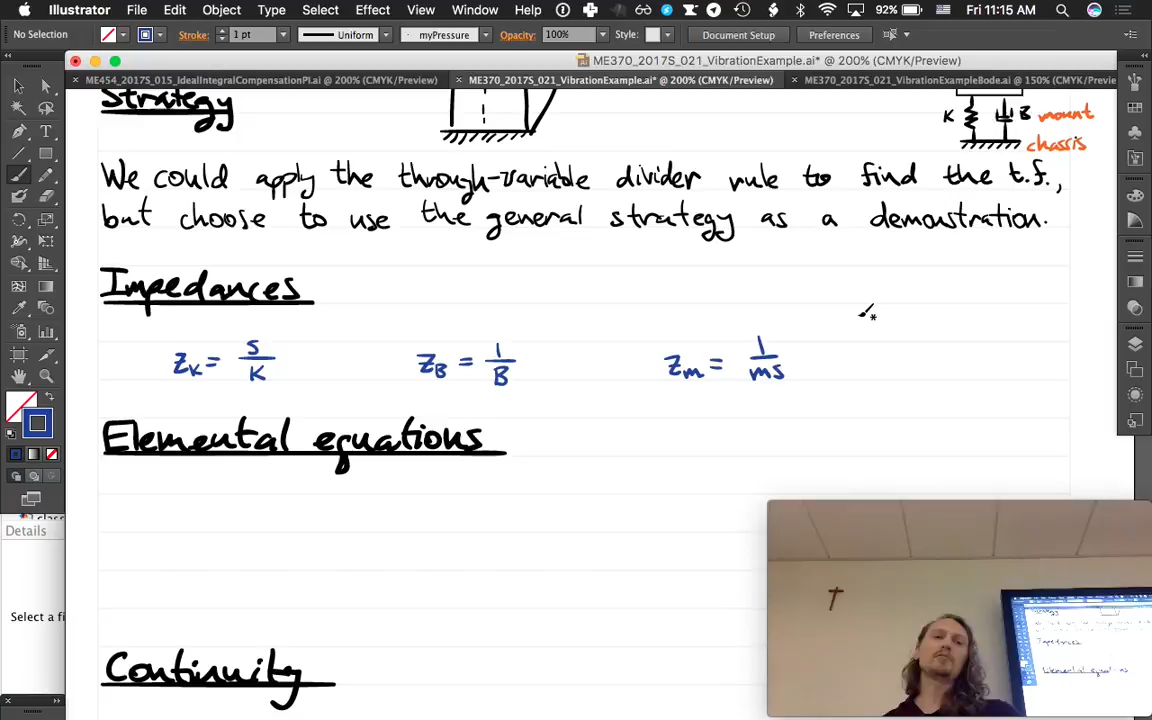 Illustrator File Edit Object Type Select Effect View Window Help 92% Fri 11:15 AM
No Selection Stroke: 1 pt Uniform myPressure Opacity: 100% Style: Document Setup Preferences
ME370_2017S_021_VibrationExample.ai* @ 200% (CMYK/Preview)
ME454_2017S_015_IdealIntegralCompensationPI.ai @ 200% (CMYK/Preview) ME370_2017S_021_VibrationExample.ai* @ 200% (CMYK/Preview) ME370_2017S_021_VibrationExampleBode.ai @ 150% (CMYK/Preview
Strategy
K B mount
chassis
We could apply the through-variable divider rule to find the t.f.,
but choose to use the general strategy as a demonstration.
Impedances
Z_K = s/K Z_B = 1/B Z_m = 1/ms
Elemental equations
Details
Select a fi
Continuity